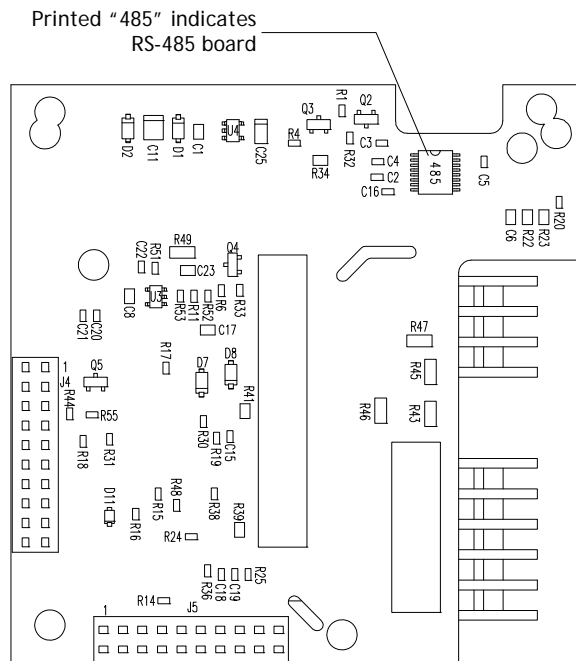 Printed “485” indicates
RS-485 board
R1
Q3
Q2
U4
R4
D2
C11
D1
C1
C25
R32
C3
C4
C2
C16
R34
485
C5
R20
C6
R22
R23
R49
Q4
C22
R51
C23
C8
U3
R53
R11
R52
R6
R33
C21
C20
C17
R47
1
J4
Q5
R17
D7
D8
R45
R44
R55
R41
R46
R43
R18
R31
R30
R19
C15
D11
R16
R15
R48
R38
R39
R24
R36
C18
C19
R25
R14
1
J5